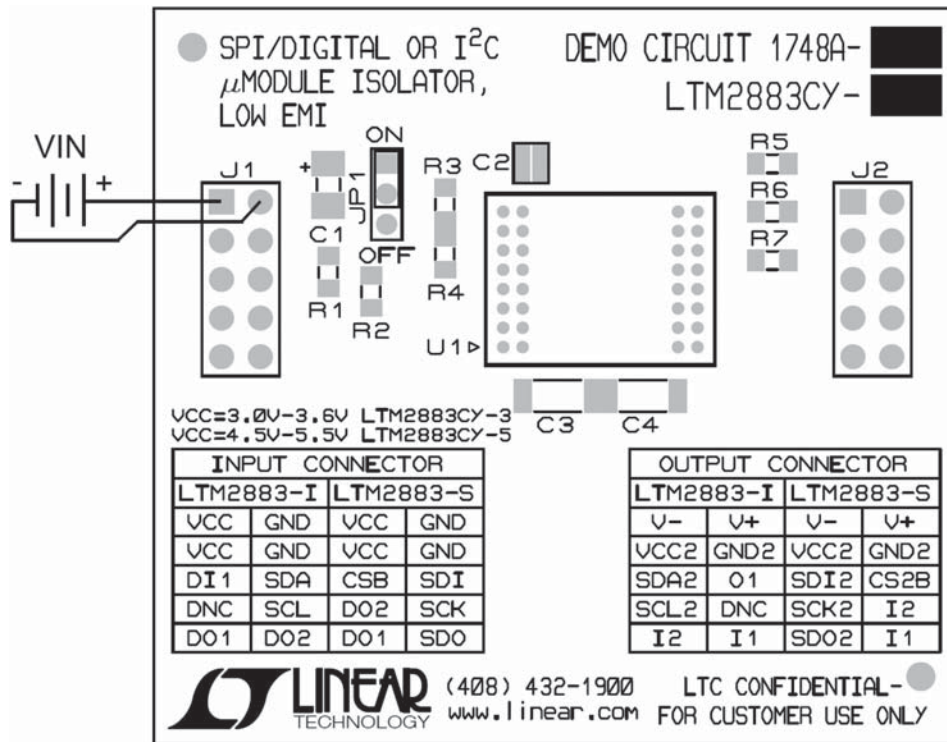 SPI/DIGITAL OR I²C
µMODULE ISOLATOR,
LOW EMI
DEMO CIRCUIT 1748A-
LTM2883CY-
VIN
- +
J1
+
C1
JP1
ON
OFF
R1
R2
R3
R4
C2
U1
C3 C4
R5
R6
R7
J2
VCC=3.0V-3.6V LTM2883CY-3
VCC=4.5V-5.5V LTM2883CY-5
INPUT CONNECTOR
LTM2883-I LTM2883-S
VCC GND VCC GND
VCC GND VCC GND
DI1 SDA CSB SDI
DNC SCL DO2 SCK
DO1 DO2 DO1 SDO
OUTPUT CONNECTOR
LTM2883-I LTM2883-S
V- V+ V- V+
VCC2 GND2 VCC2 GND2
SDA2 O1 SDI2 CS2B
SCL2 DNC SCK2 I2
I2 I1 SDO2 I1
LINEAR
TECHNOLOGY
(408) 432-1900
www.linear.com
LTC CONFIDENTIAL-
FOR CUSTOMER USE ONLY